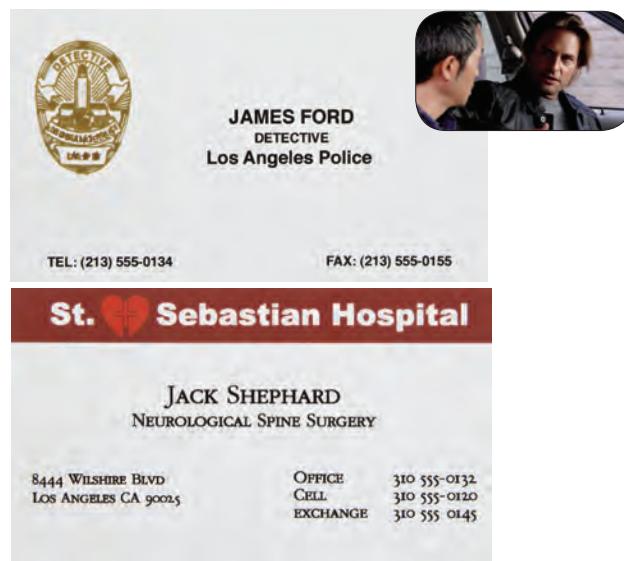 DETECTIVE
JAMES FORD
DETECTIVE
Los Angeles Police
TEL: (213) 555-0134
FAX: (213) 555-0155
St. Sebastian Hospital
JACK SHEPHARD
NEUROLOGICAL SPINE SURGERY
8444 WILSHIRE BLVD
LOS ANGELES CA 90025
OFFICE 310 555-0132
CELL 310 555-0120
EXCHANGE 310 555 0145